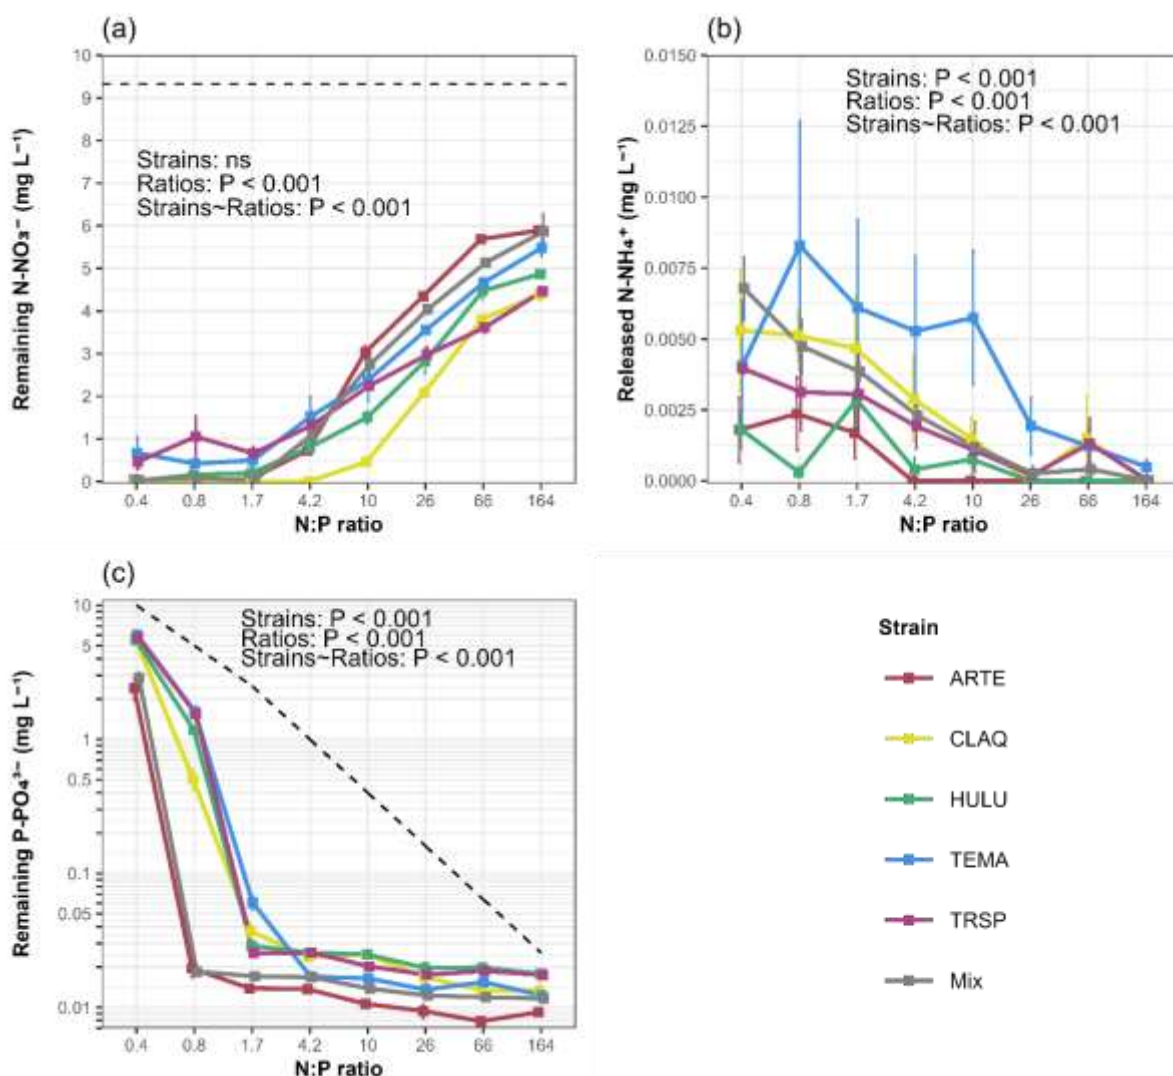 (a)
Remaining N-NO₃⁻ (mg L⁻¹)
10
9
8
7
6
5
4
3
2
1
0
Strains: ns
Ratios: P < 0.001
Strains~Ratios: P < 0.001
0.4 0.8 1.7 4.2 10 26 66 164
N:P ratio
(b)
Released N-NH₄⁺ (mg L⁻¹)
0.0150
0.0125
0.0100
0.0075
0.0050
0.0025
0.0000
Strains: P < 0.001
Ratios: P < 0.001
Strains~Ratios: P < 0.001
0.4 0.8 1.7 4.2 10 26 66 164
N:P ratio
(c)
Remaining P-PO₄³⁻ (mg L⁻¹)
10
5
1
0.5
0.1
0.05
0.01
Strains: P < 0.001
Ratios: P < 0.001
Strains~Ratios: P < 0.001
0.4 0.8 1.7 4.2 10 26 66 164
N:P ratio
Strain
ARTE
CLAQ
HULU
TEMA
TRSP
Mix